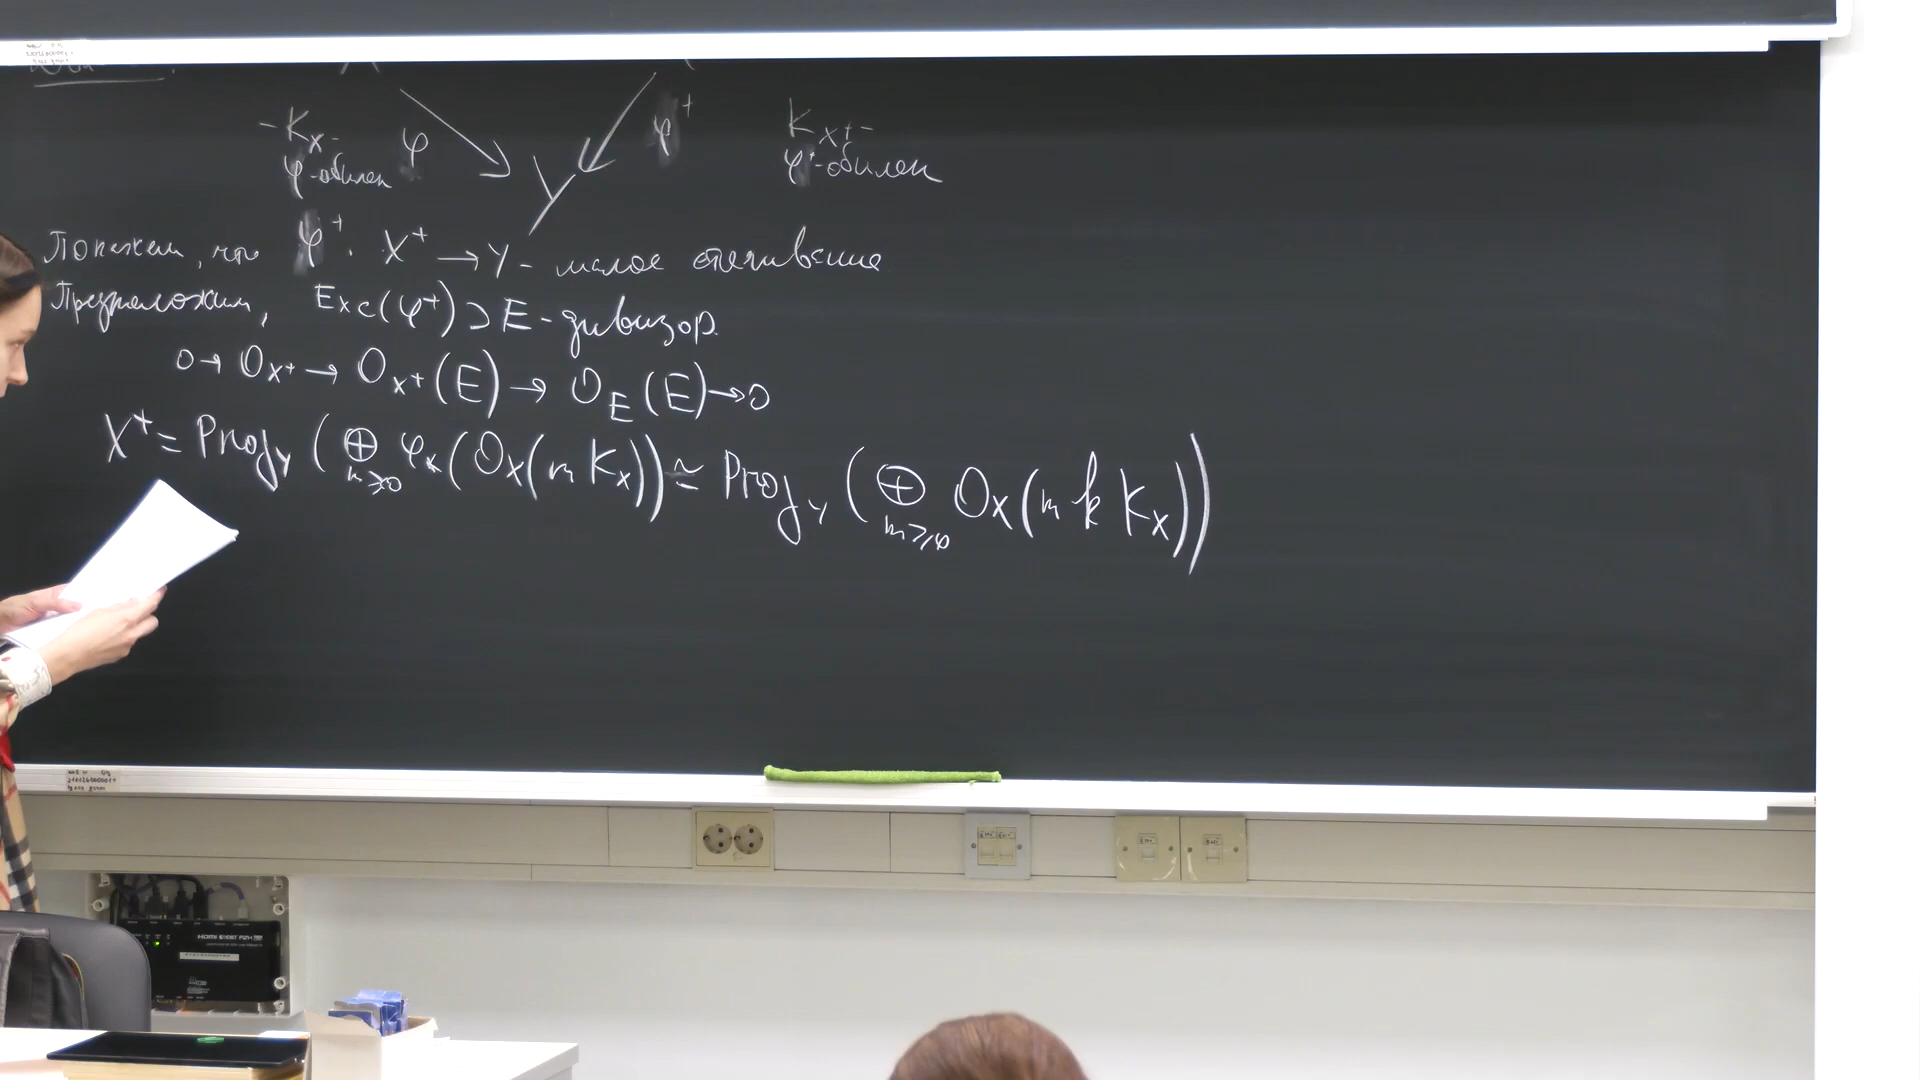 -K_X-
φ-обилен
φ
Y
φ^+
K_{X^+}-
φ^+-обилен
Покажем, что φ^+: X^+ → Y - малое стягивание
Предположим, Exc(φ^+) ⊃ E - дивизор.
0 → O_{X^+} → O_{X^+}(E) → O_E(E) → 0
X^+ = Proj_Y (⊕_{m≥0} φ_*(O_X(m K_X))) ≃ Proj_Y (⊕_{m≥0} O_X(m k K_X))
HDMI